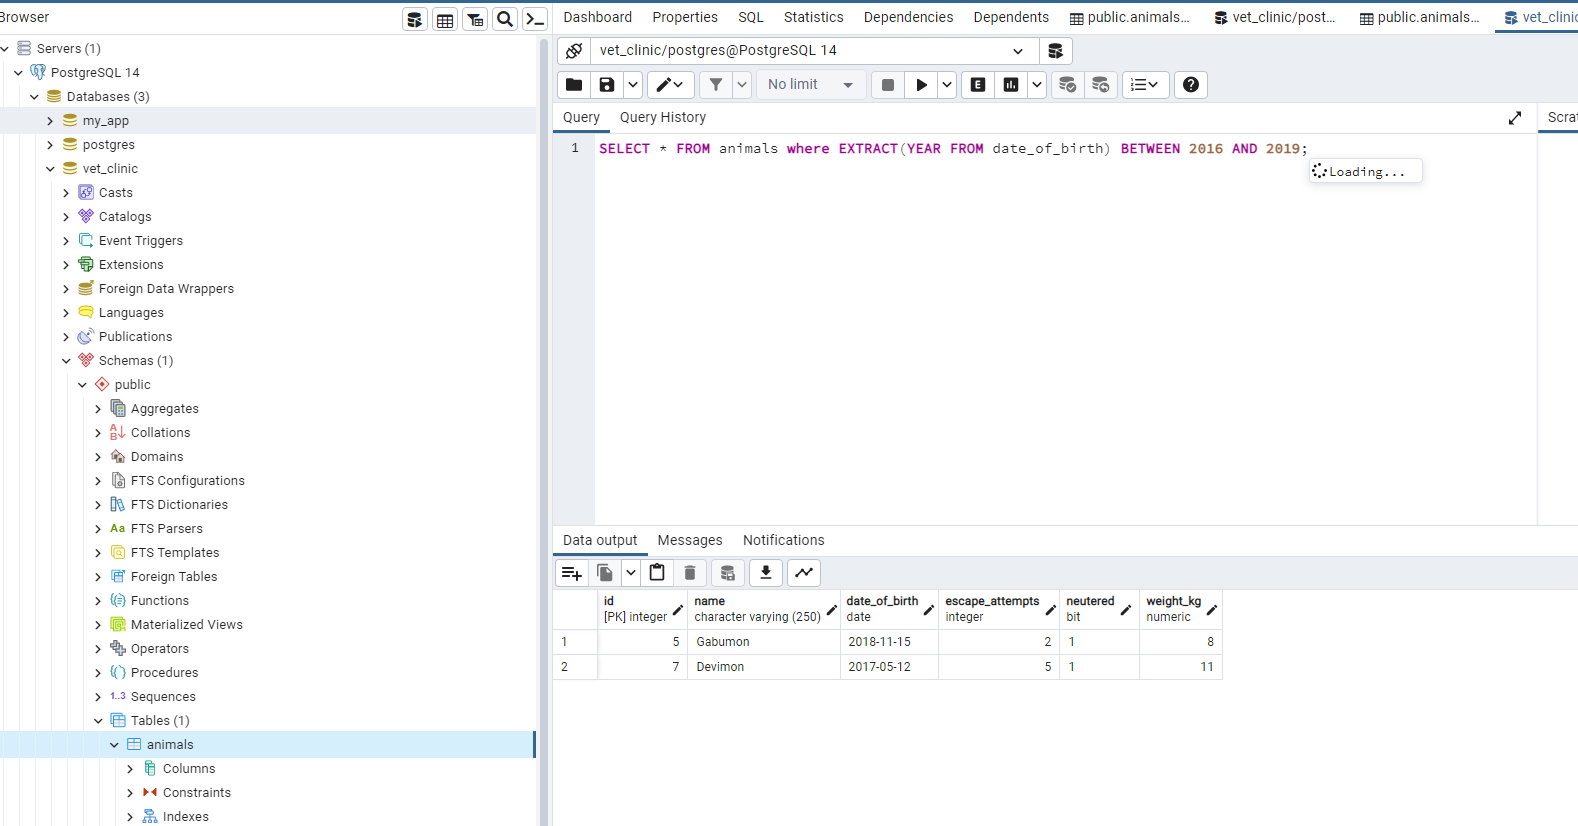 Browser
Servers (1)
PostgreSQL 14
Databases (3)
my_app
postgres
vet_clinic
Casts
Catalogs
Event Triggers
Extensions
Foreign Data Wrappers
Languages
Publications
Schemas (1)
public
Aggregates
Collations
Domains
FTS Configurations
FTS Dictionaries
Aa FTS Parsers
FTS Templates
Foreign Tables
Functions
Materialized Views
Operators
Procedures
1..3 Sequences
Tables (1)
animals
Columns
Constraints
Indexes
Dashboard Properties SQL Statistics Dependencies Dependents public.animals... vet_clinic/post... public.animals... vet_clinic
vet_clinic/postgres@PostgreSQL 14
No limit E
Query Query History Scrat
1 SELECT * FROM animals where EXTRACT(YEAR FROM date_of_birth) BETWEEN 2016 AND 2019;
Loading...
Data output Messages Notifications
id name date_of_birth escape_attempts neutered weight_kg
[PK] integer character varying (250) date integer bit numeric
1 5 Gabumon 2018-11-15 2 1 8
2 7 Devimon 2017-05-12 5 1 11